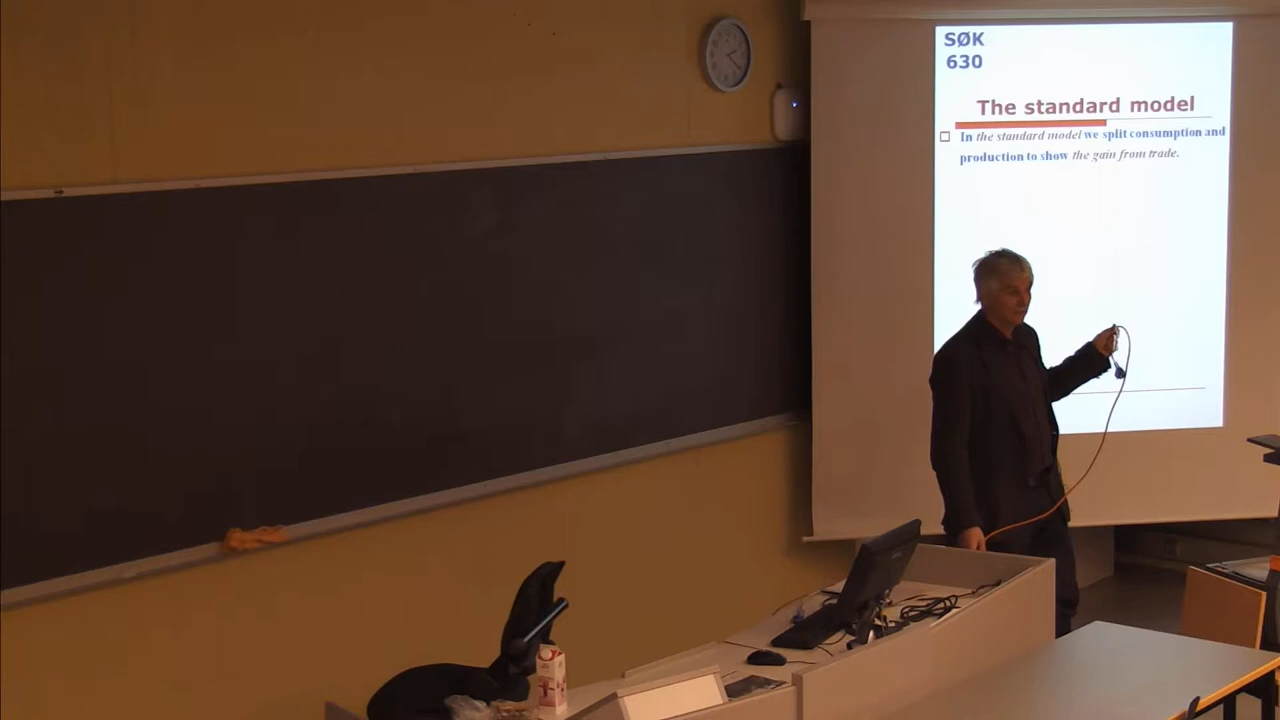 SØK
630
The standard model
In the standard model we split consumption and
production to show the gain from trade.